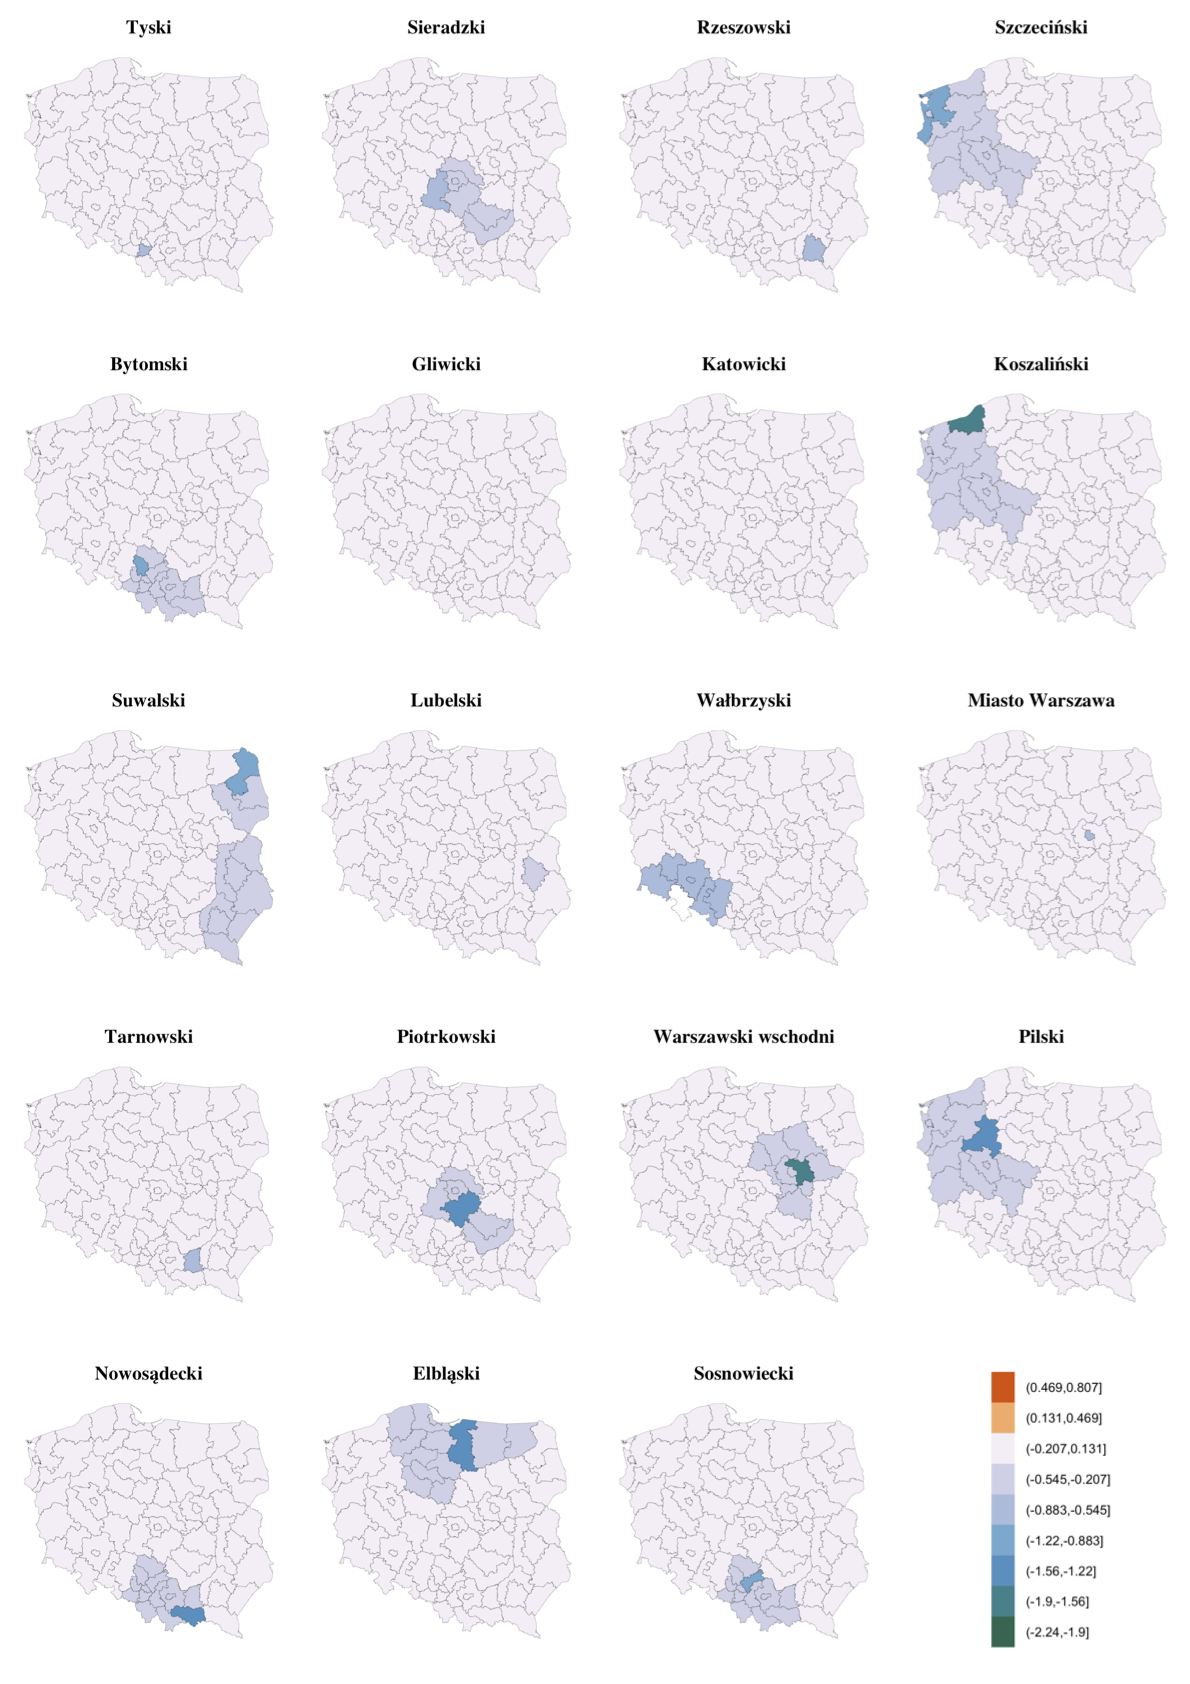 Tyski Sieradzki Rzeszowski Szczeciński
Bytomski Gliwicki Katowicki Koszaliński
Suwalski Lubelski Wałbrzyski Miasto Warszawa
Tarnowski Piotrkowski Warszawski wschodni Pilski
Nowosądecki Elbląski Sosnowiecki
(0.469,0.807]
(0.131,0.469]
(-0.207,0.131]
(-0.545,-0.207]
(-0.883,-0.545]
(-1.22,-0.883]
(-1.56,-1.22]
(-1.9,-1.56]
(-2.24,-1.9]